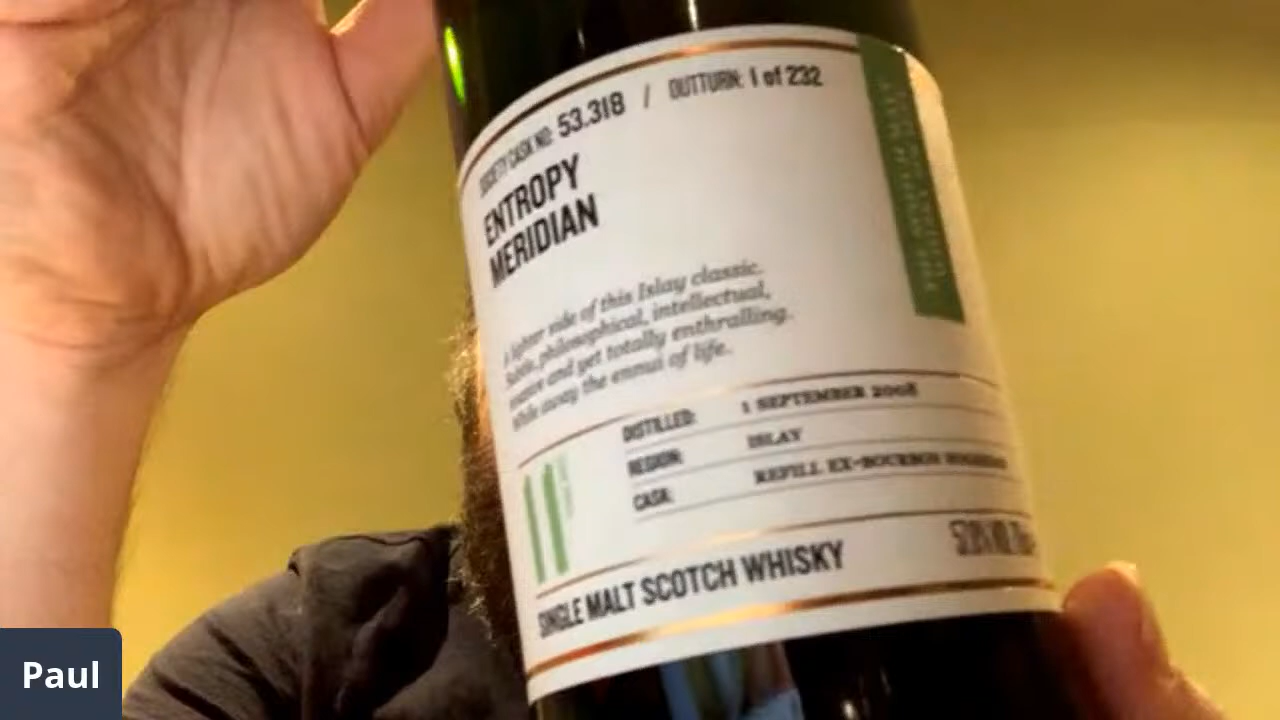 SOCIETY CASK NO: 53.318 / OUTTURN: 1 of 232
ENTROPY
MERIDIAN
A lighter side of this Islay classic.
Subtle, philosophical, intellectual,
and yet totally enthralling.
While away the ennui of life.
DISTILLED: 1 SEPTEMBER 2008
REGION: ISLAY
CASK: REFILL EX-BOURBON HOGSHEAD
11
SINGLE MALT SCOTCH WHISKY
Paul